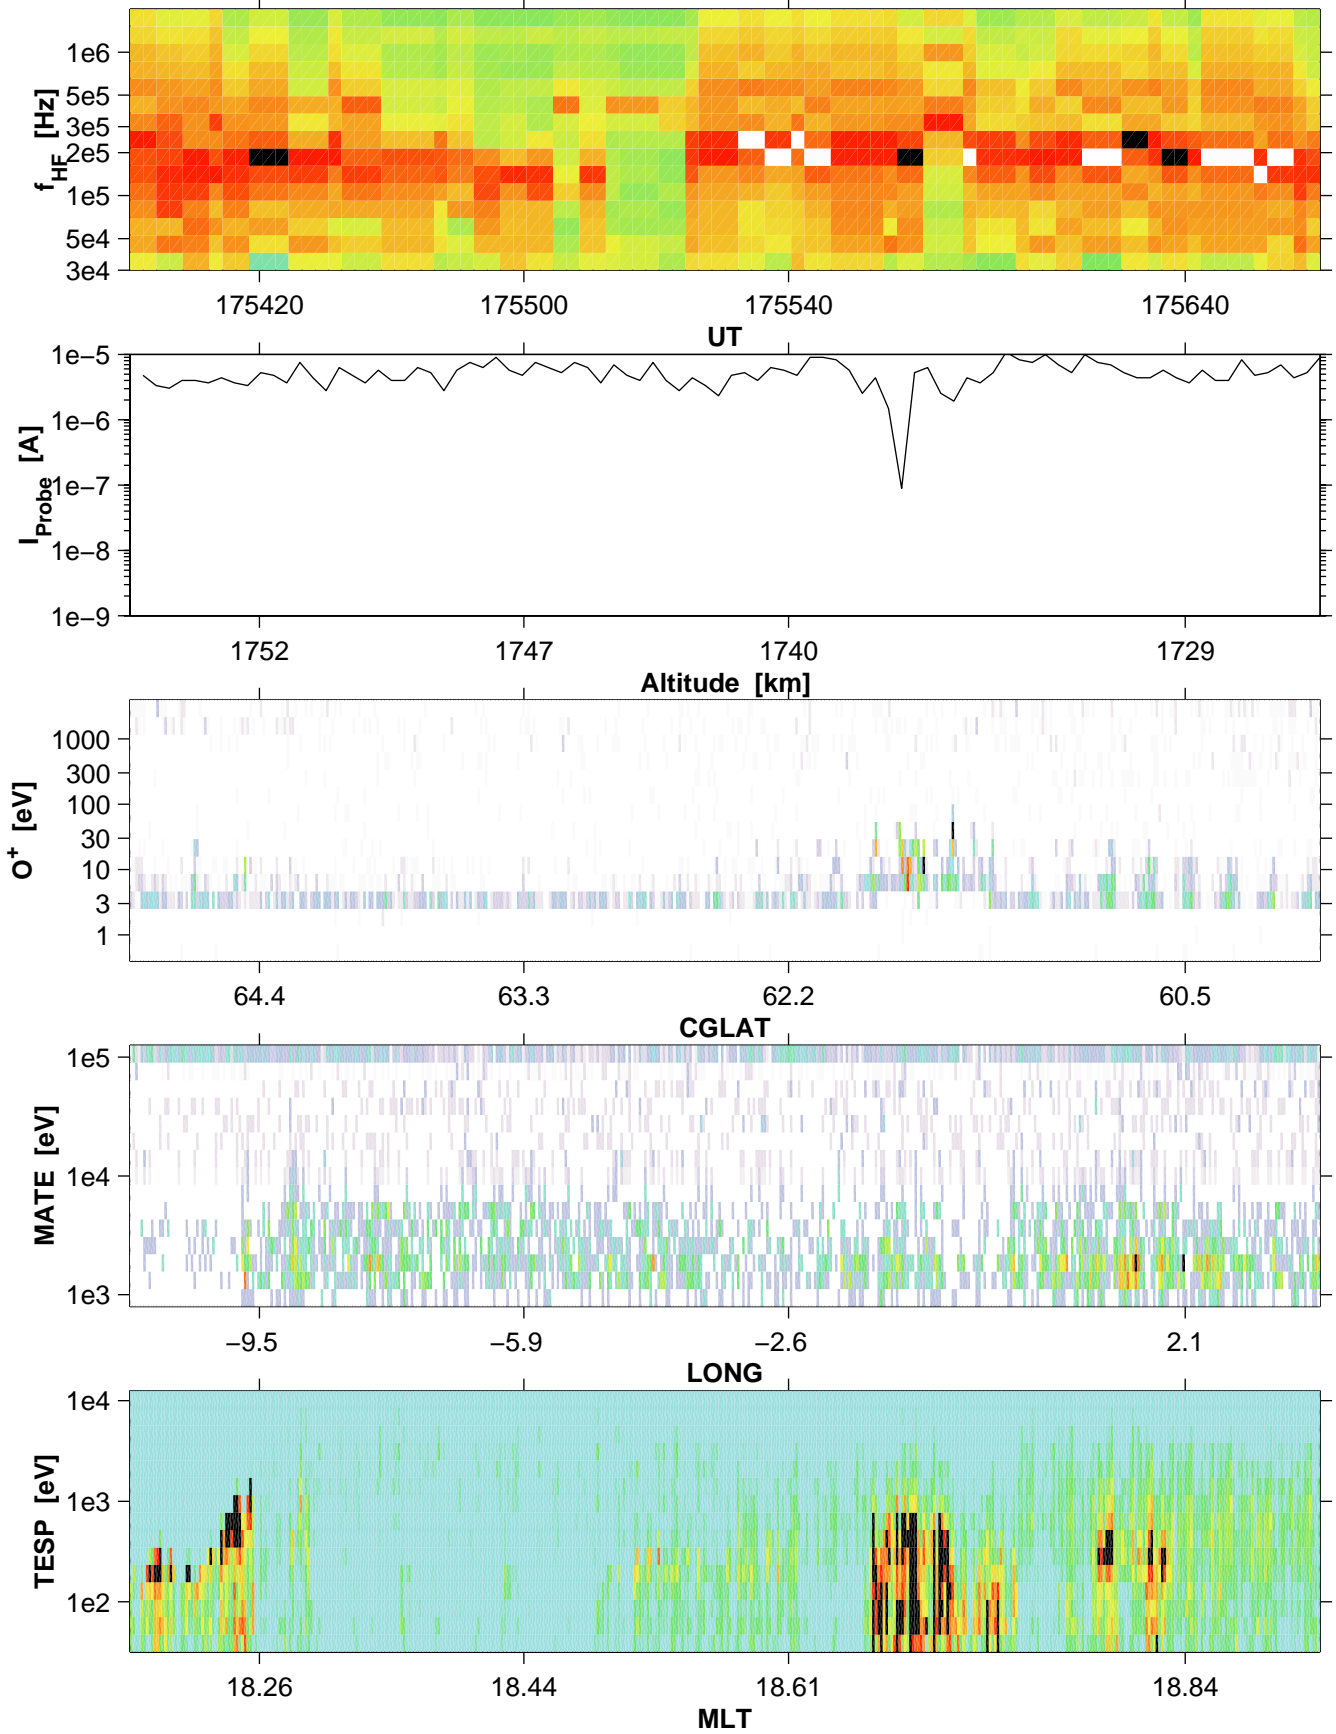 f_HF [Hz]
1e6
5e5
3e5
2e5
1e5
5e4
3e4
175420 175500 175540 175640
UT
I_Probe [A]
1e−5
1e−6
1e−7
1e−8
1e−9
1752 1747 1740 1729
Altitude [km]
O⁺ [eV]
1000
300
100
30
10
3
1
64.4 63.3 62.2 60.5
CGLAT
MATE [eV]
1e5
1e4
1e3
−9.5 −5.9 −2.6 2.1
LONG
TESP [eV]
1e4
1e3
1e2
18.26 18.44 18.61 18.84
MLT